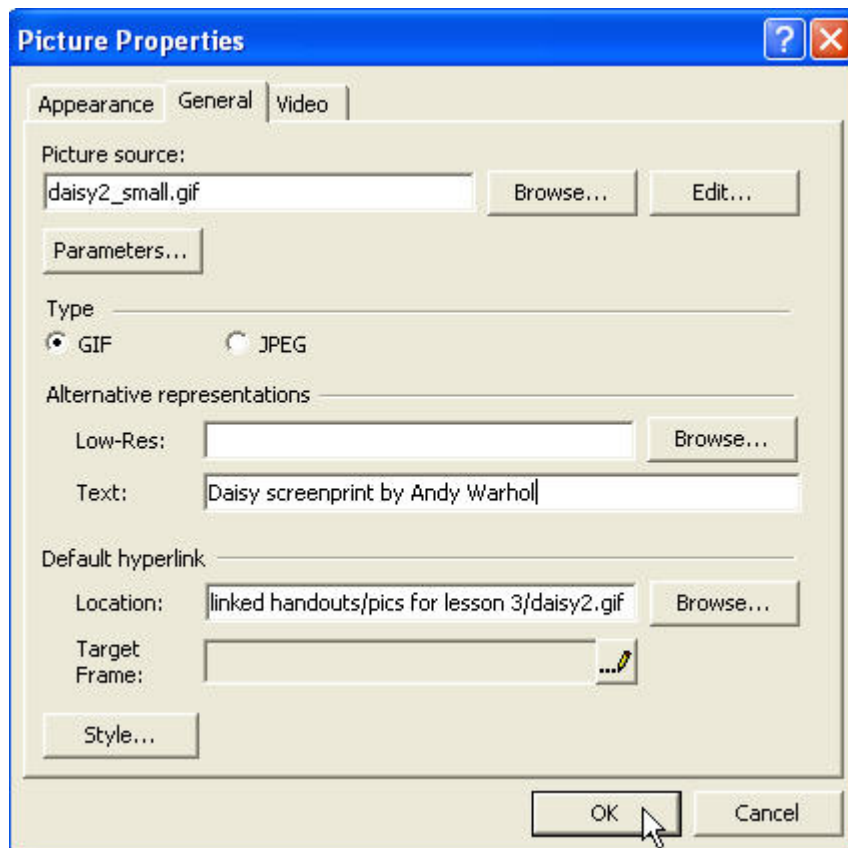 Picture Properties
?
Appearance General Video
Picture source:
daisy2_small.gif Browse... Edit...
Parameters...
Type
GIF JPEG
Alternative representations
Low-Res: Browse...
Text: Daisy screenprint by Andy Warhol
Default hyperlink
Location: linked handouts/pics for lesson 3/daisy2.gif Browse...
Target
Frame: ...
Style...
OK Cancel